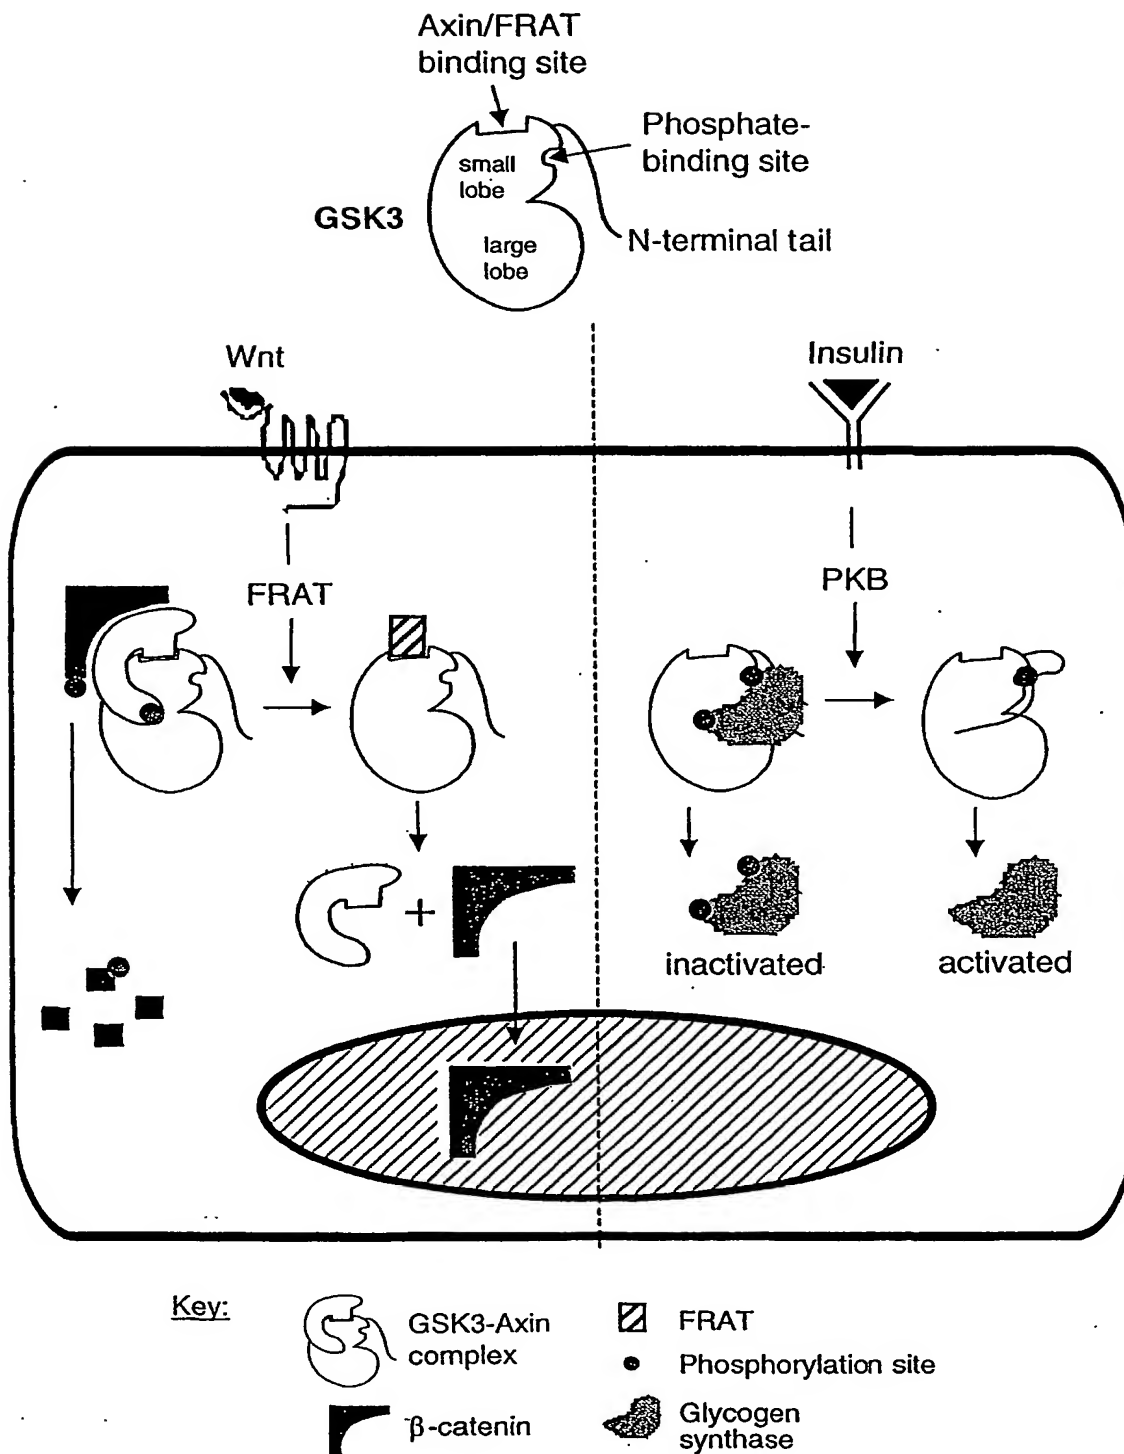 Axin/FRAT
binding site
Phosphate-
binding site
small
lobe
GSK3
N-terminal tail
large
lobe
Wnt
Insulin
FRAT
PKB
+
inactivated
activated
Key:
GSK3-Axin
complex
FRAT
Phosphorylation site
β-catenin
Glycogen
synthase